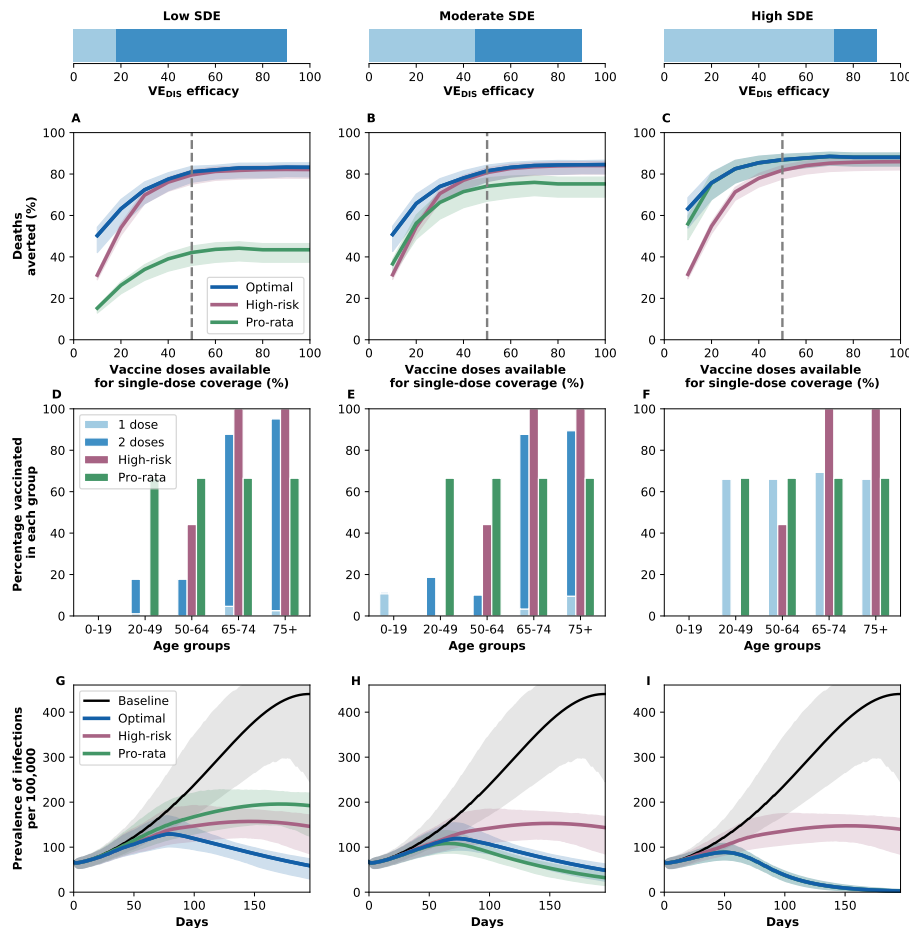 Low SDE
Moderate SDE
High SDE
0 20 40 60 80 100
0 20 40 60 80 100
0 20 40 60 80 100
VE_DIS efficacy
VE_DIS efficacy
VE_DIS efficacy
A
B
C
Deaths
averted (%)
100
80
60
40
20
0
Optimal
High-risk
Pro-rata
0 20 40 60 80 100
Vaccine doses available
for single-dose coverage (%)
100
80
60
40
20
0
0 20 40 60 80 100
Vaccine doses available
for single-dose coverage (%)
100
80
60
40
20
0
0 20 40 60 80 100
Vaccine doses available
for single-dose coverage (%)
D
E
F
Percentage vaccinated
in each group
100
80
60
40
20
0
1 dose
2 doses
High-risk
Pro-rata
0-19 20-49 50-64 65-74 75+
Age groups
100
80
60
40
20
0
0-19 20-49 50-64 65-74 75+
Age groups
100
80
60
40
20
0
0-19 20-49 50-64 65-74 75+
Age groups
G
H
I
Prevalence of infections
per 100,000
400
300
200
100
0
Baseline
Optimal
High-risk
Pro-rata
0 50 100 150
Days
400
300
200
100
0
0 50 100 150
Days
400
300
200
100
0
0 50 100 150
Days